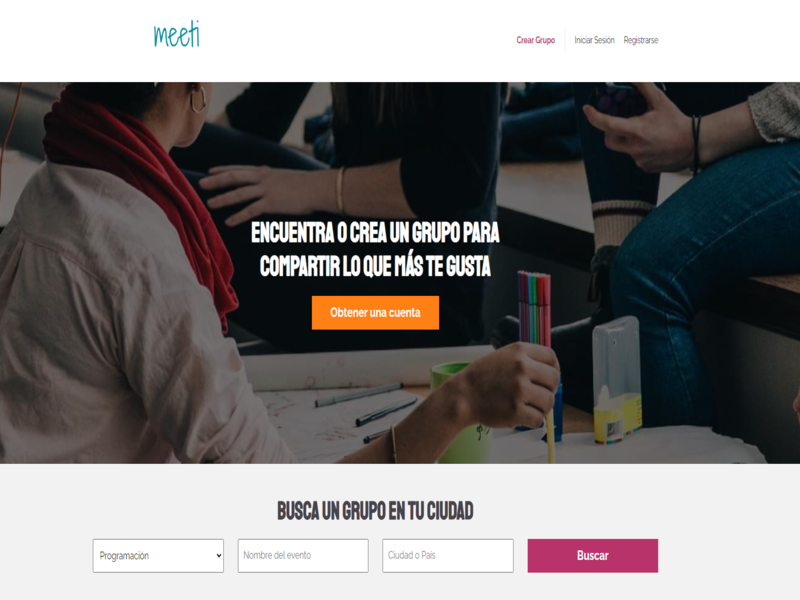 meeti
Crear Grupo
Iniciar Sesión
Registrarse
ENCUENTRA O CREA UN GRUPO PARA
COMPARTIR LO QUE MÁS TE GUSTA
Obtener una cuenta
BUSCA UN GRUPO EN TU CIUDAD
Programación
Nombre del evento
Ciudad o Pais
Buscar